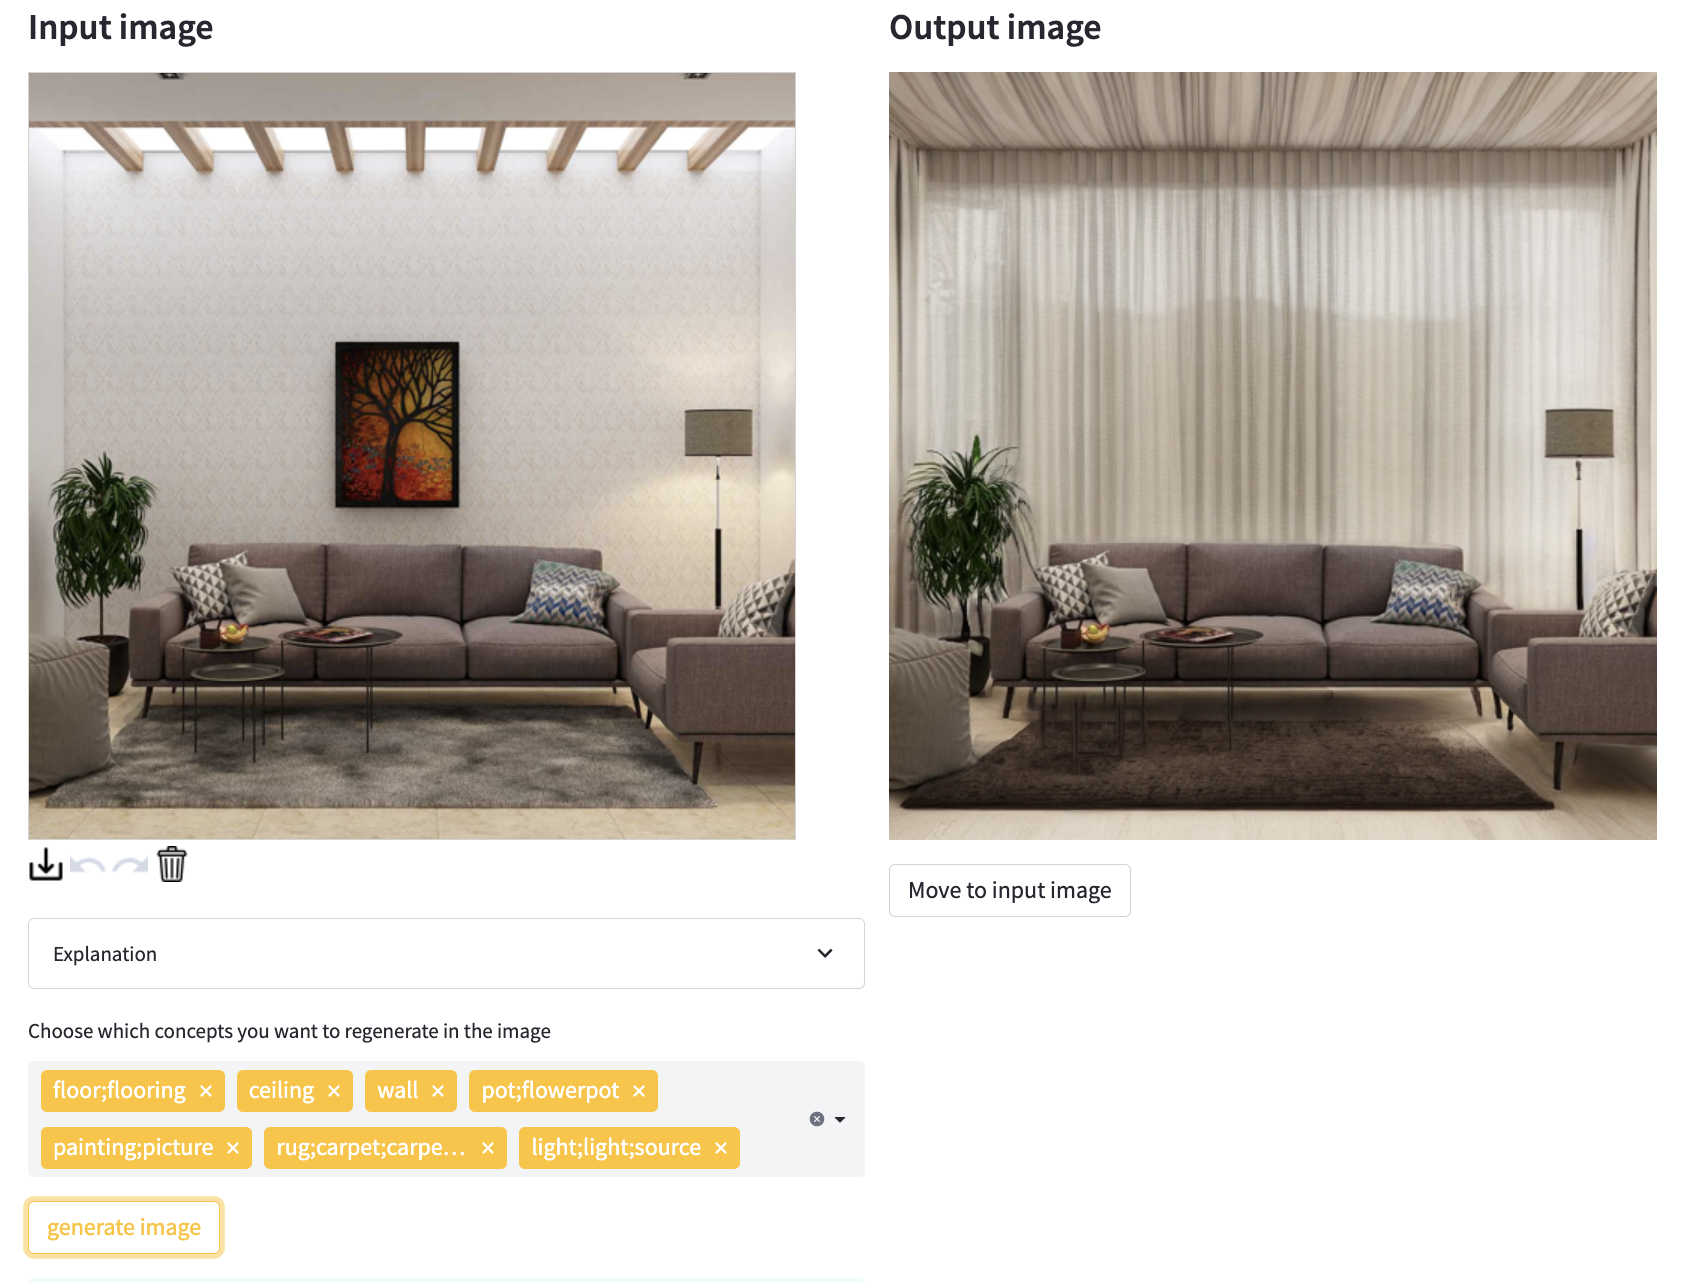 Input image
Output image
Move to input image
Explanation
Choose which concepts you want to regenerate in the image
floor;flooring ceiling wall pot;flowerpot
painting;picture rug;carpet;carpe... light;light;source
generate image